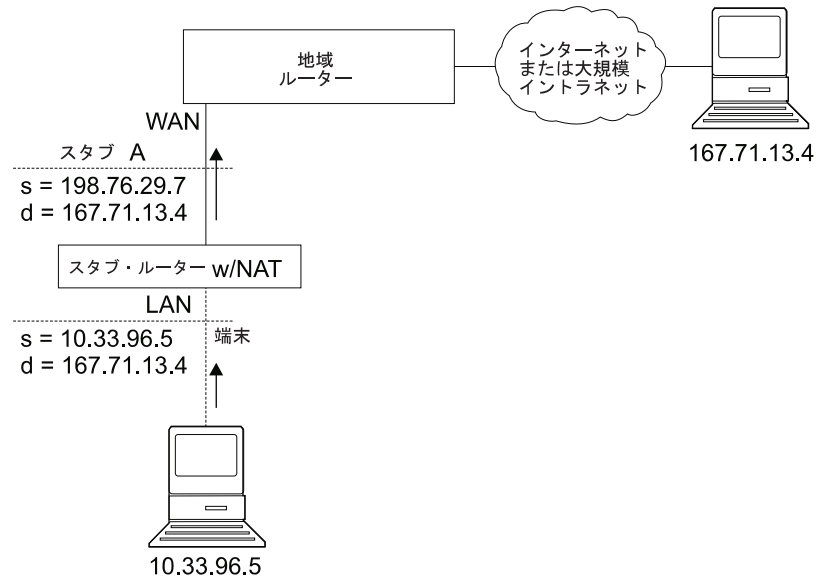 地域
ルーター
インターネット
または大規模
イントラネット
167.71.13.4
WAN
スタブ A
s = 198.76.29.7
d = 167.71.13.4
スタブ・ルーター w/NAT
LAN
s = 10.33.96.5
d = 167.71.13.4
端末
10.33.96.5